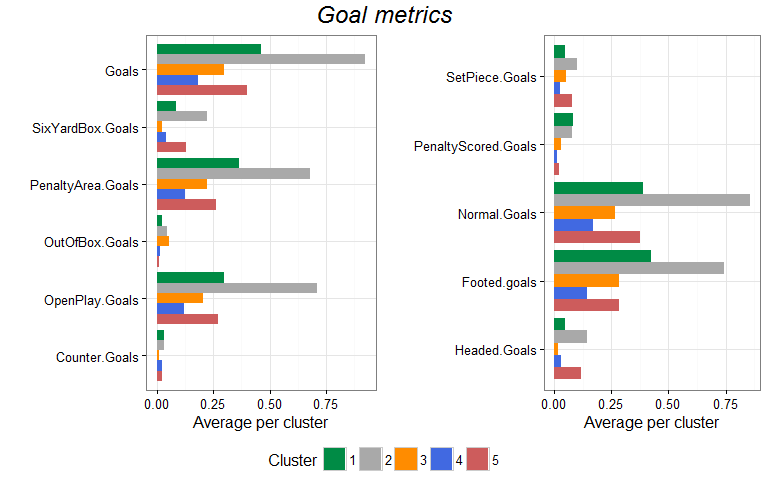 Goal metrics
Goals
SixYardBox.Goals
PenaltyArea.Goals
OutOfBox.Goals
OpenPlay.Goals
Counter.Goals
0.00 0.25 0.50 0.75
Average per cluster
SetPiece.Goals
PenaltyScored.Goals
Normal.Goals
Footed.goals
Headed.Goals
0.00 0.25 0.50 0.75
Average per cluster
Cluster 1 2 3 4 5